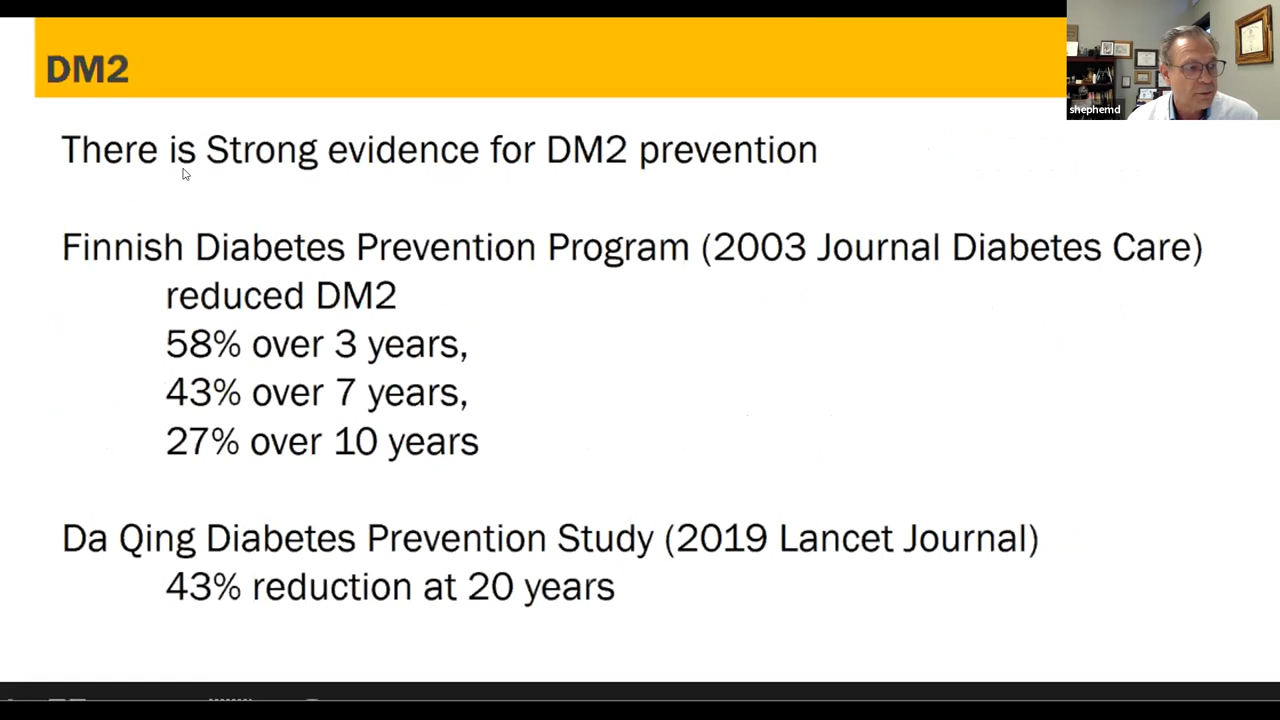 DM2
shephemd
There is Strong evidence for DM2 prevention
Finnish Diabetes Prevention Program (2003 Journal Diabetes Care)
reduced DM2
58% over 3 years,
43% over 7 years,
27% over 10 years
Da Qing Diabetes Prevention Study (2019 Lancet Journal)
43% reduction at 20 years